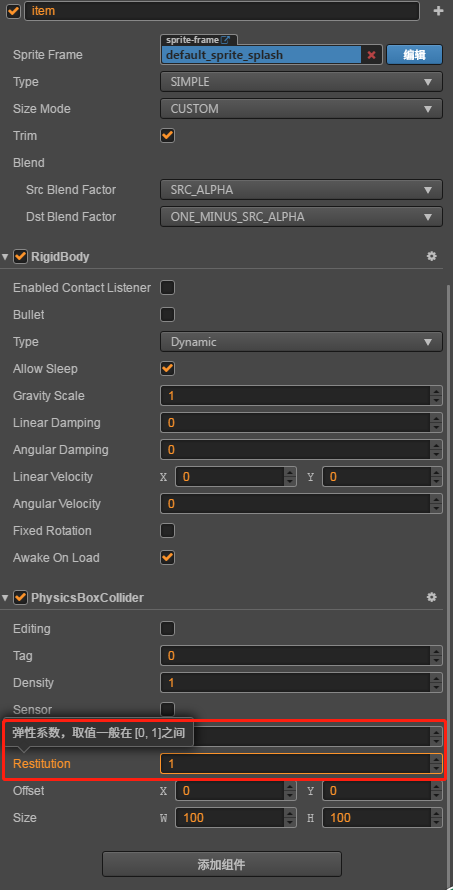 item
sprite-frame
Sprite Frame default_sprite_splash 编辑
Type SIMPLE
Size Mode CUSTOM
Trim
Blend
Src Blend Factor SRC_ALPHA
Dst Blend Factor ONE_MINUS_SRC_ALPHA
RigidBody
Enabled Contact Listener
Bullet
Type Dynamic
Allow Sleep
Gravity Scale 1
Linear Damping 0
Angular Damping 0
Linear Velocity X 0 Y 0
Angular Velocity 0
Fixed Rotation
Awake On Load
PhysicsBoxCollider
Editing
Tag 0
Density 1
Sensor
弹性系数，取值一般在 [0, 1]之间
Restitution 1
Offset X 0 Y 0
Size W 100 H 100
添加组件